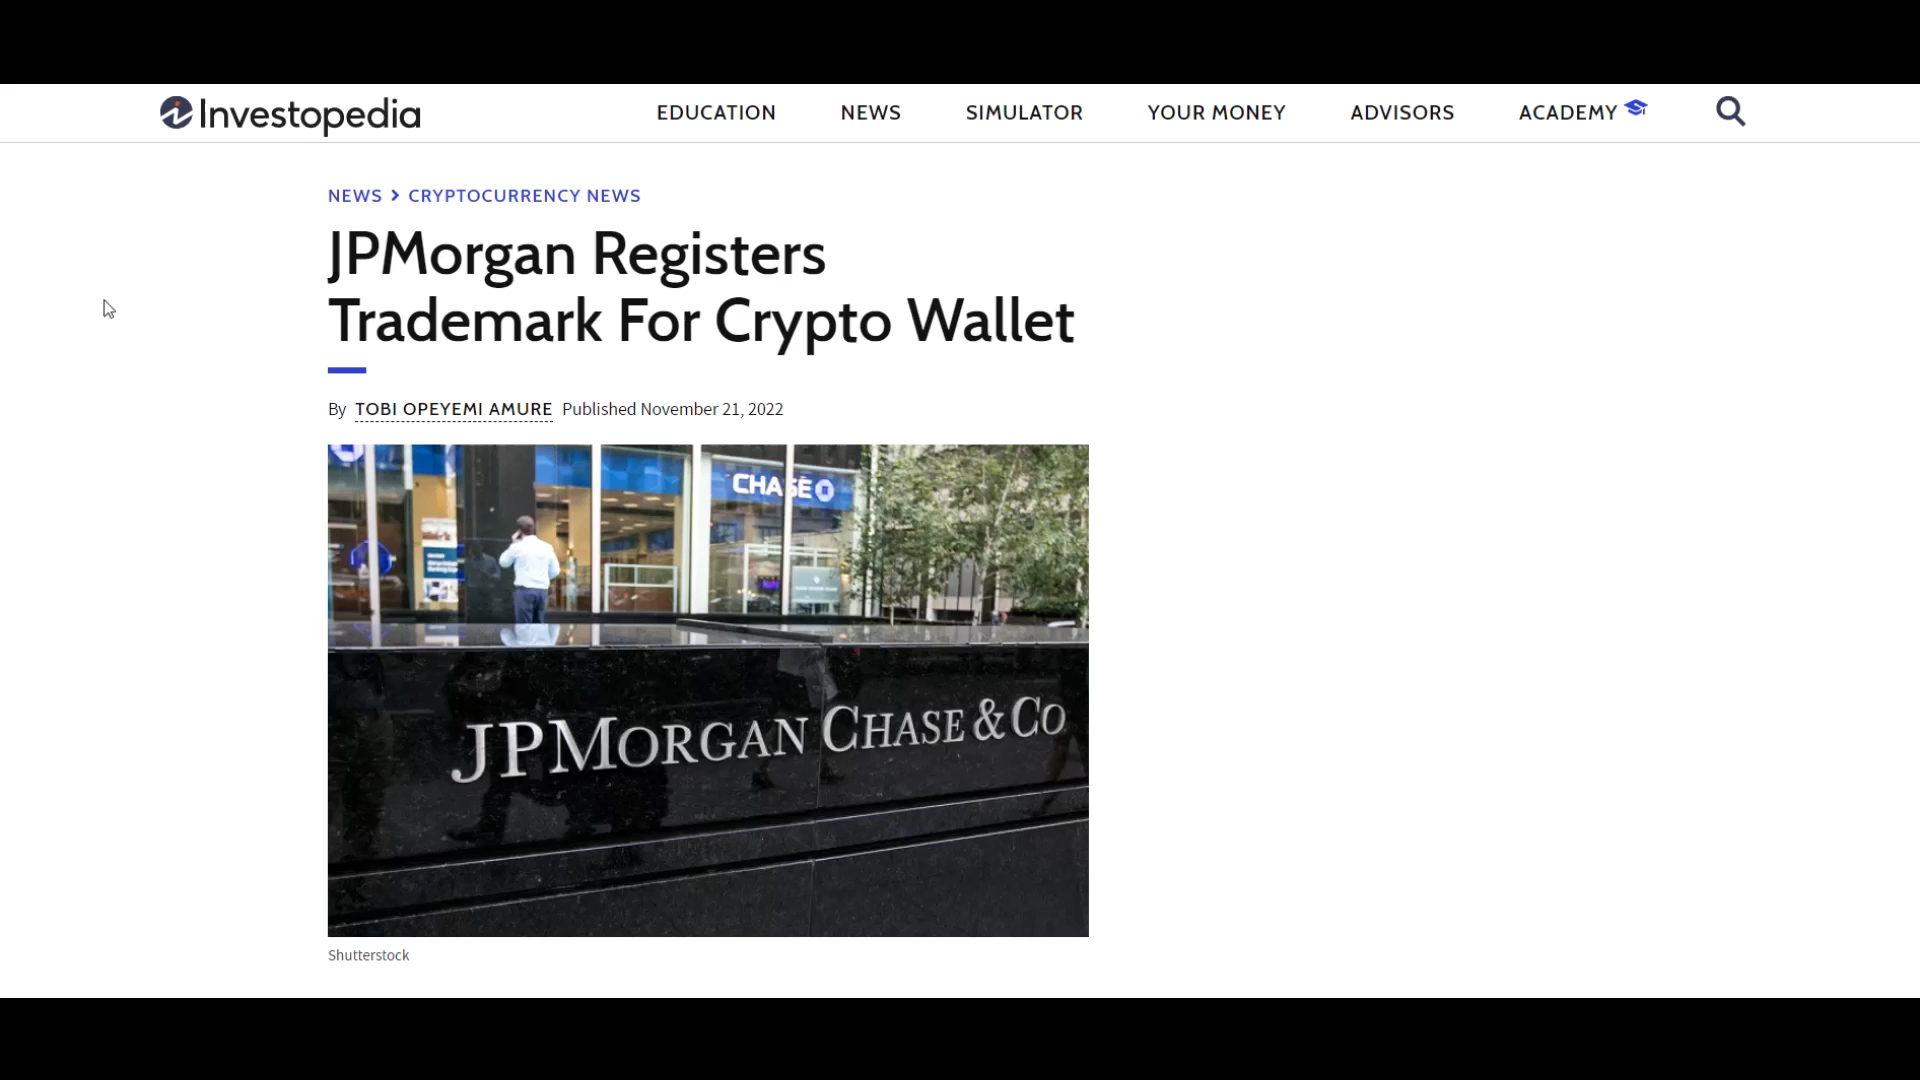 Investopedia
EDUCATION NEWS SIMULATOR YOUR MONEY ADVISORS ACADEMY
NEWS > CRYPTOCURRENCY NEWS
JPMorgan Registers
Trademark For Crypto Wallet
By TOBI OPEYEMI AMURE Published November 21, 2022
CHASE
JPMORGAN CHASE & CO
Shutterstock